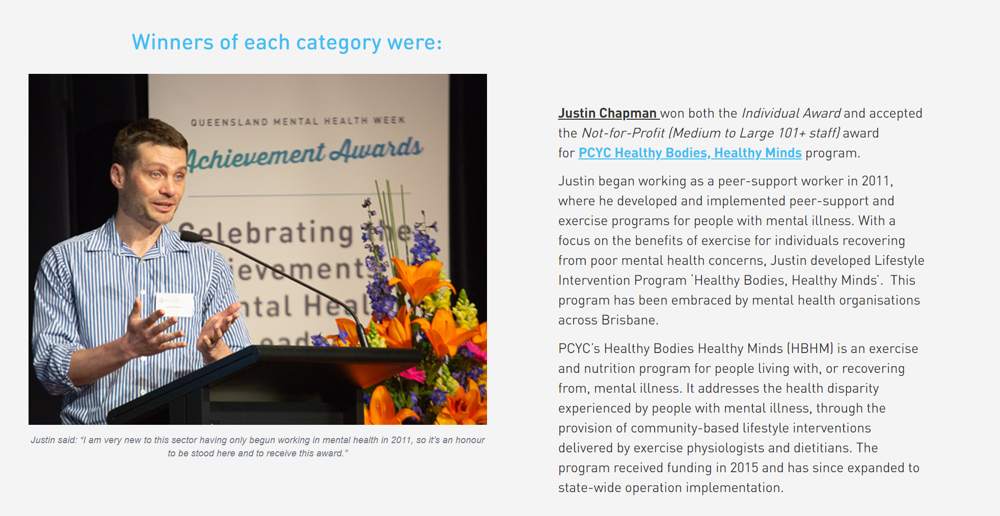 Winners of each category were:
QUEENSLAND MENTAL HEALTH WEEK
Achievement Awards
Celebrating the
ievements
ntal Heal
ead
Justin said: “I am very new to this sector having only begun working in mental health in 2011, so it’s an honour
to be stood here and to receive this award.”
Justin Chapman won both the Individual Award and accepted
the Not-for-Profit (Medium to Large 101+ staff) award
for PCYC Healthy Bodies, Healthy Minds program.
Justin began working as a peer-support worker in 2011,
where he developed and implemented peer-support and
exercise programs for people with mental illness. With a
focus on the benefits of exercise for individuals recovering
from poor mental health concerns, Justin developed Lifestyle
Intervention Program ‘Healthy Bodies, Healthy Minds’.  This
program has been embraced by mental health organisations
across Brisbane.
PCYC’s Healthy Bodies Healthy Minds (HBHM) is an exercise
and nutrition program for people living with, or recovering
from, mental illness. It addresses the health disparity
experienced by people with mental illness, through the
provision of community-based lifestyle interventions
delivered by exercise physiologists and dietitians. The
program received funding in 2015 and has since expanded to
state-wide operation implementation.